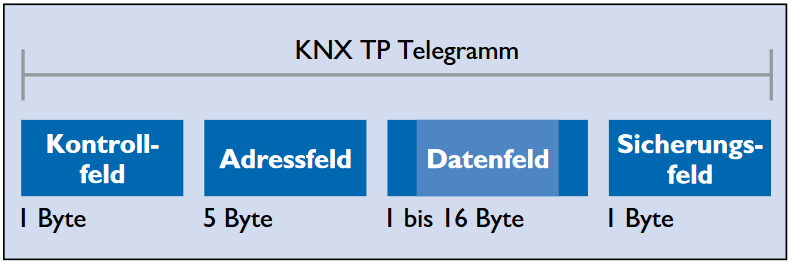 KNX TP Telegramm
Kontroll-
feld
Adressfeld
Datenfeld
Sicherungs-
feld
1 Byte
5 Byte
1 bis 16 Byte
1 Byte